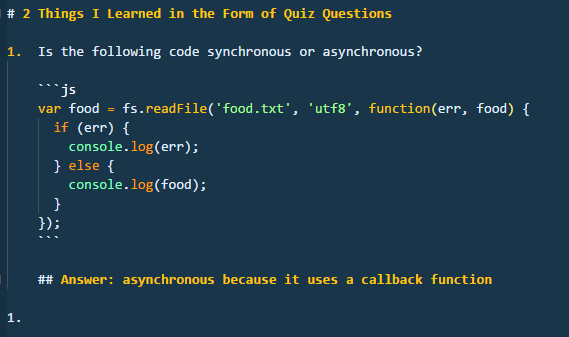 # 2 Things I Learned in the Form of Quiz Questions
1. Is the following code synchronous or asynchronous?
```js
var food = fs.readFile('food.txt', 'utf8', function(err, food) {
if (err) {
console.log(err);
} else {
console.log(food);
}
});
```
## Answer: asynchronous because it uses a callback function
1.